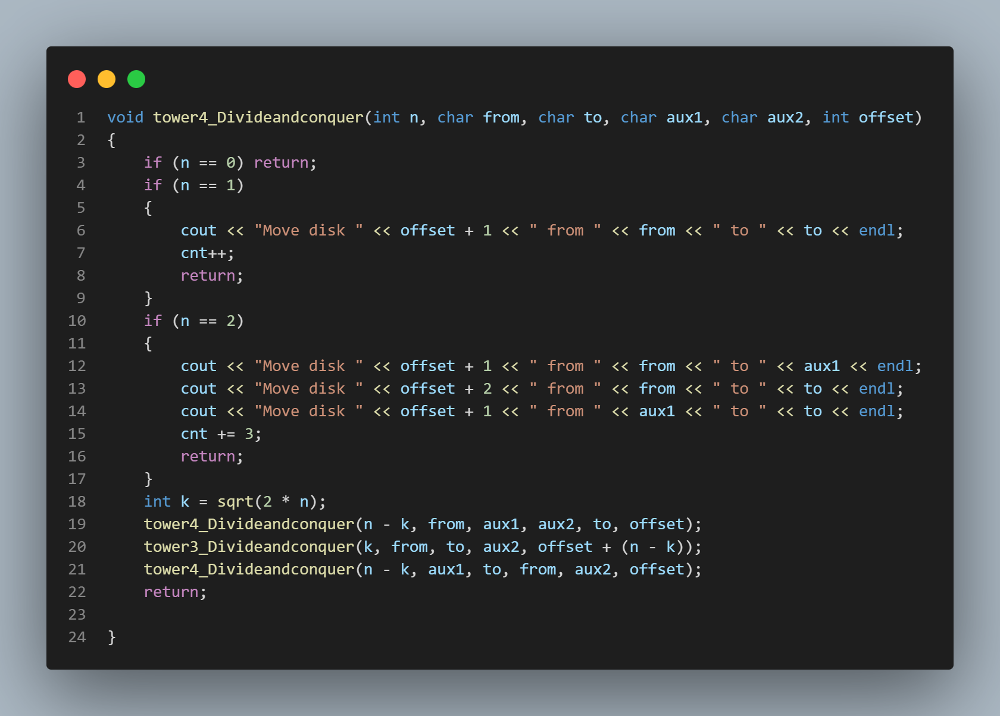 1 void tower4_Divideandconquer(int n, char from, char to, char aux1, char aux2, int offset)
2 {
3     if (n == 0) return;
4     if (n == 1)
5     {
6         cout << "Move disk " << offset + 1 << " from " << from << " to " << to << endl;
7         cnt++;
8         return;
9     }
10     if (n == 2)
11     {
12         cout << "Move disk " << offset + 1 << " from " << from << " to " << aux1 << endl;
13         cout << "Move disk " << offset + 2 << " from " << from << " to " << to << endl;
14         cout << "Move disk " << offset + 1 << " from " << aux1 << " to " << to << endl;
15         cnt += 3;
16         return;
17     }
18     int k = sqrt(2 * n);
19     tower4_Divideandconquer(n - k, from, aux1, aux2, to, offset);
20     tower3_Divideandconquer(k, from, to, aux2, offset + (n - k));
21     tower4_Divideandconquer(n - k, aux1, to, from, aux2, offset);
22     return;
23
24 }